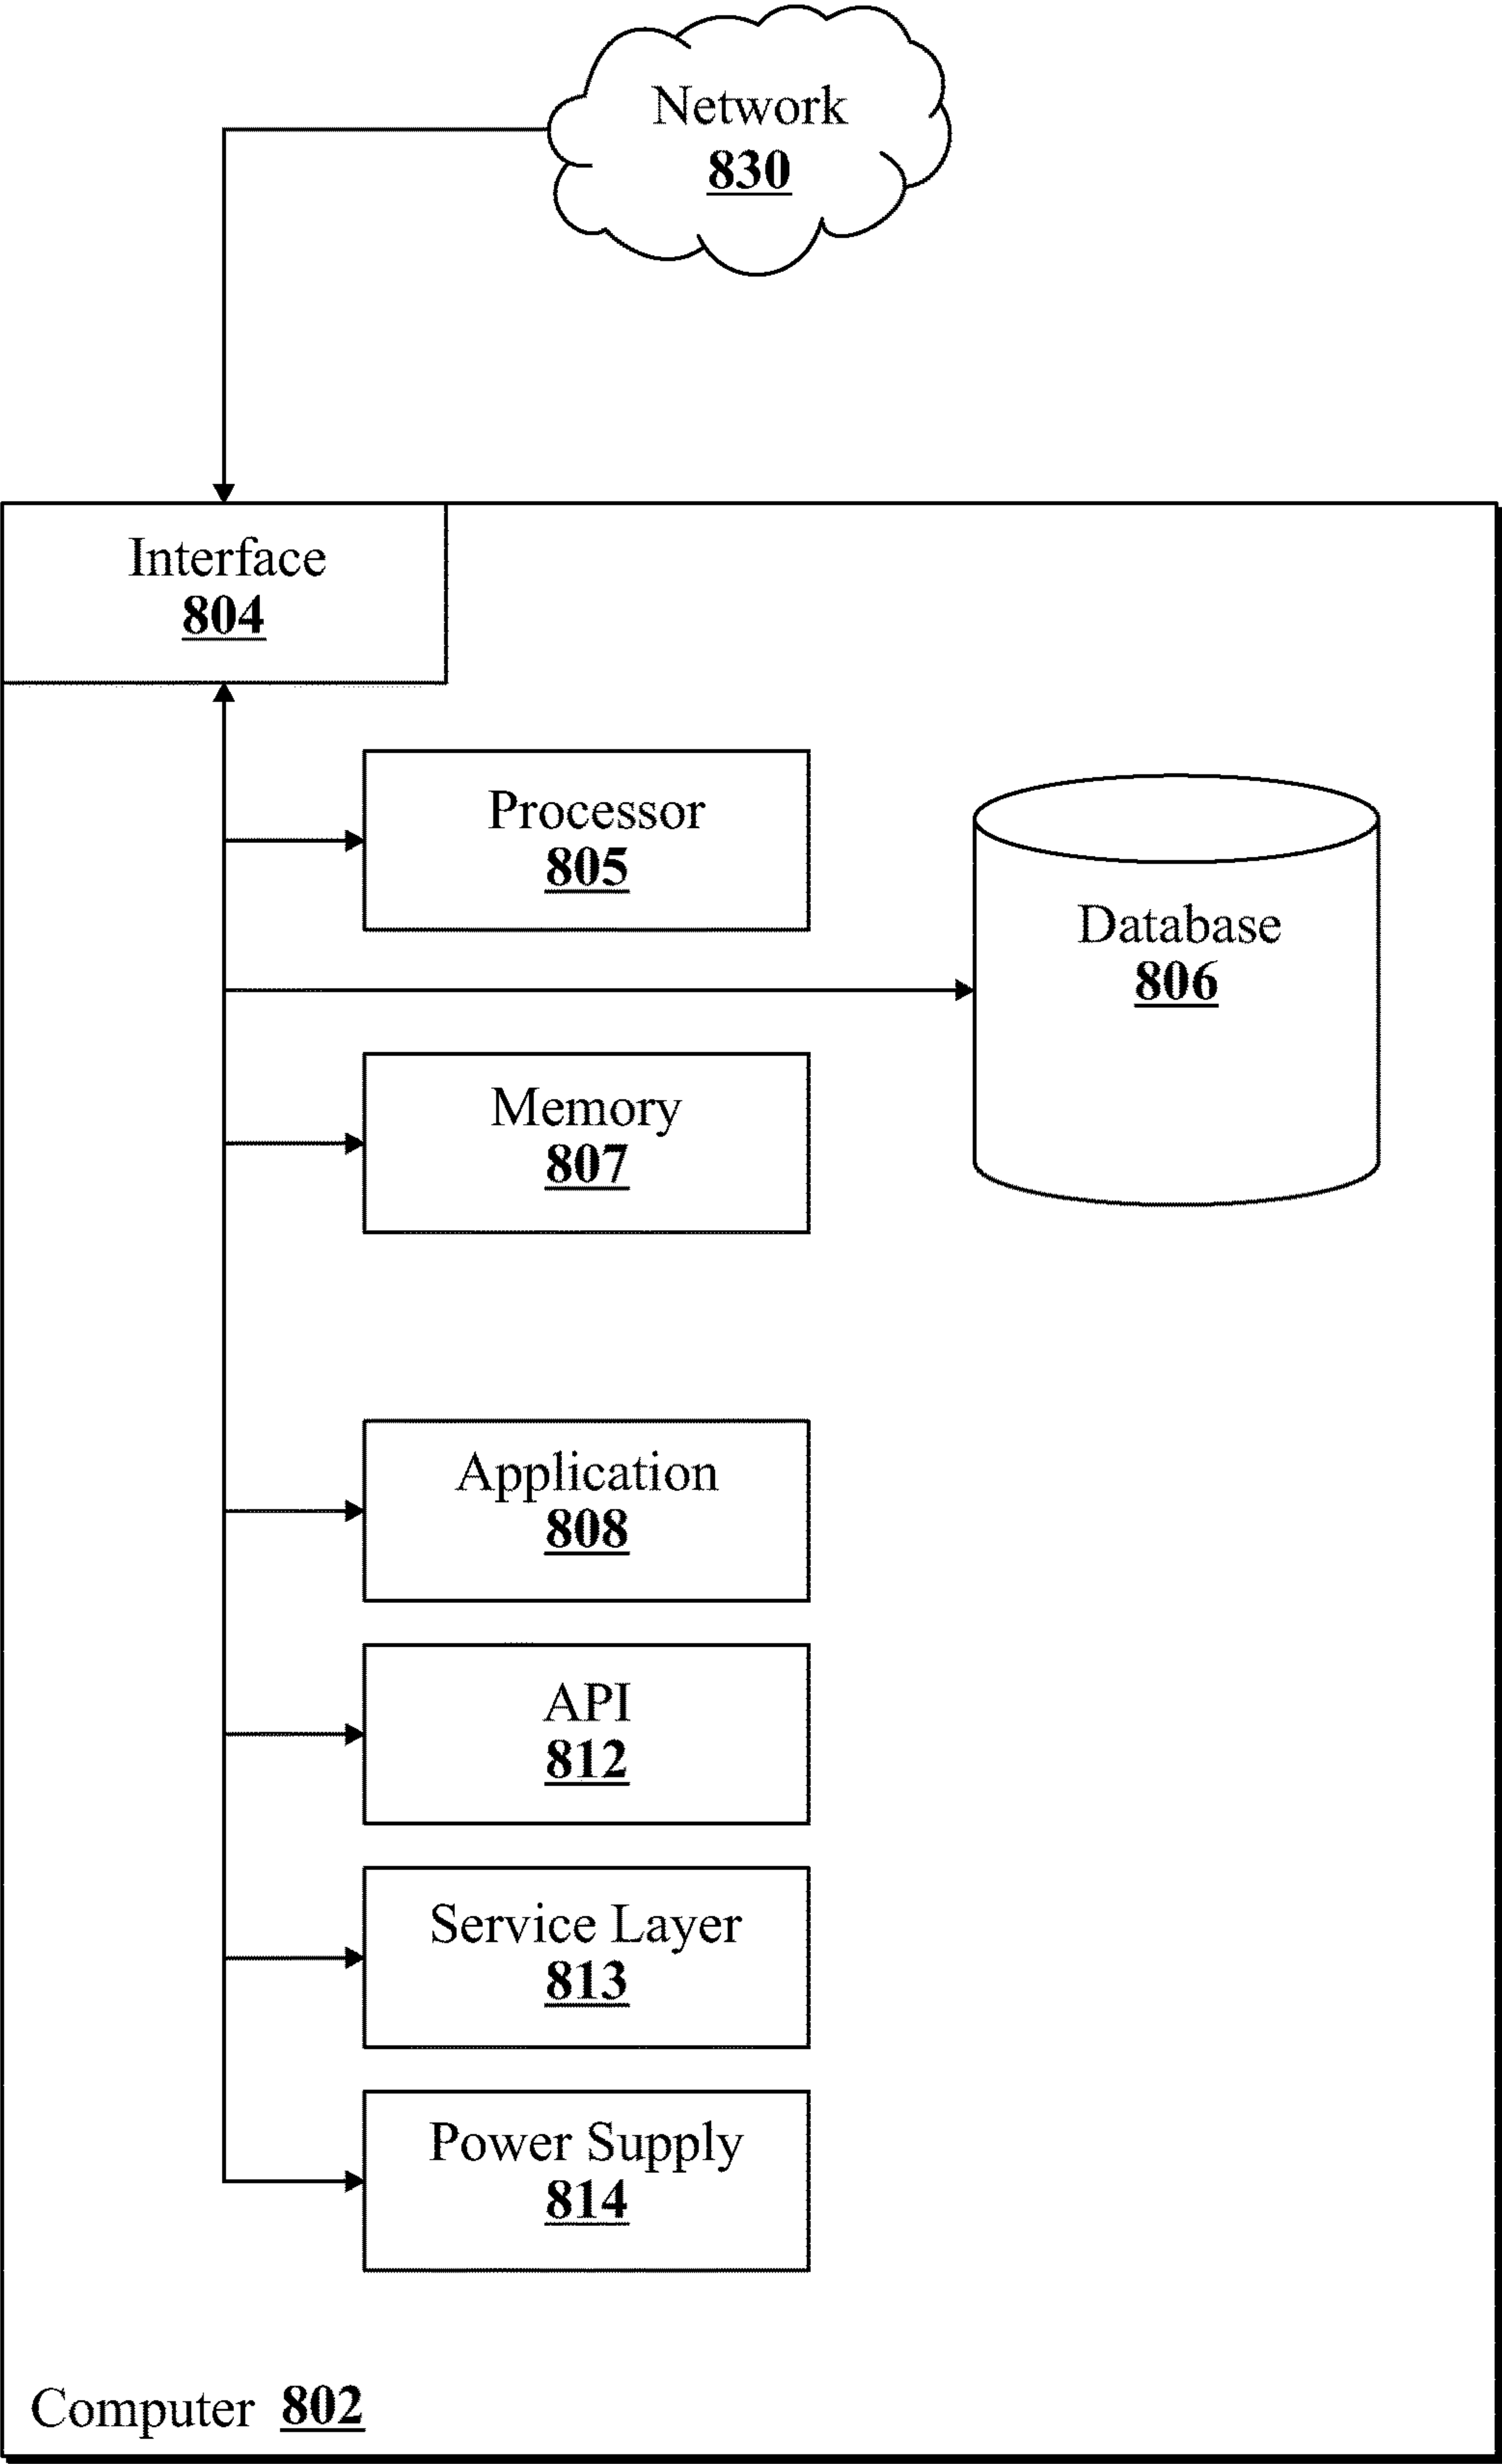 Network
830
Interface
804
Processor
805
Database
806
Memory
807
Application
808
API
812
Service Layer
813
Power Supply
814
Computer 802